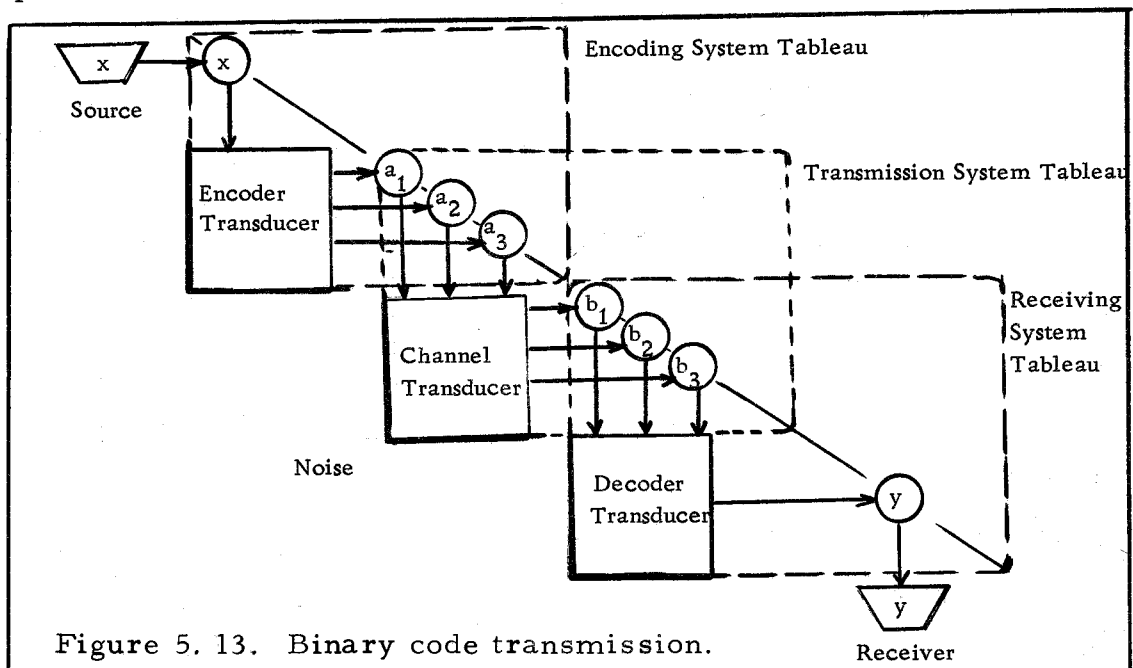 Encoding System Tableau
x
x
Source
Transmission System Tableau
Encoder
Transducer
a1
a2
a3
Receiving
System
Tableau
b1
b2
b3
Channel
Transducer
Noise
Decoder
Transducer
y
y
Figure 5.13. Binary code transmission.
Receiver